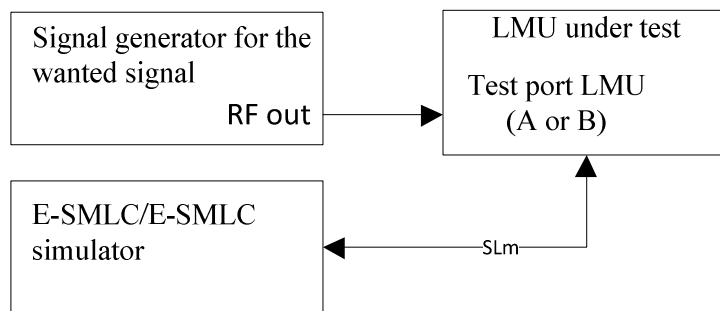 Signal generator for the
wanted signal
RF out
LMU under test
Test port LMU
(A or B)
E-SMLC/E-SMLC
simulator
SLm